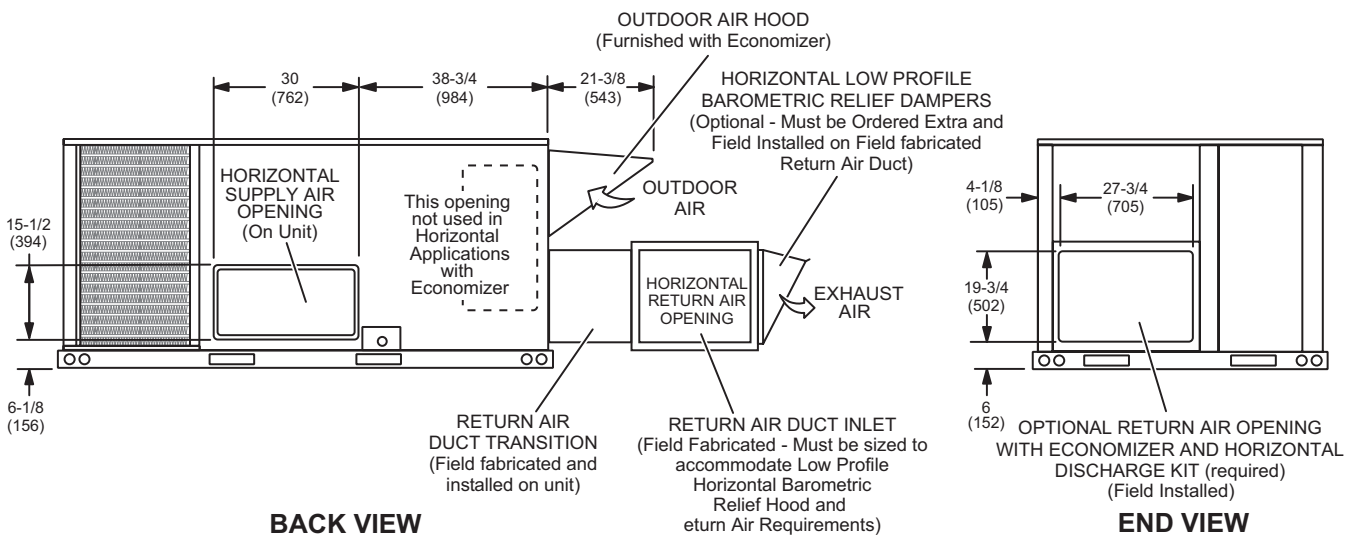 OUTDOOR AIR HOOD
(Furnished with Economizer)
30
(762)
38-3/4
(984)
21-3/8
(543)
HORIZONTAL LOW PROFILE
BAROMETRIC RELIEF DAMPERS
(Optional - Must be Ordered Extra and
Field Installed on Field fabricated
Return Air Duct)
HORIZONTAL
SUPPLY AIR
OPENING
(On Unit)
15-1/2
(394)
This opening
not used in
Horizontal
Applications
with
Economizer
OUTDOOR
AIR
HORIZONTAL
RETURN AIR
OPENING
EXHAUST
AIR
6-1/8
(156)
RETURN AIR
DUCT TRANSITION
(Field fabricated and
installed on unit)
RETURN AIR DUCT INLET
(Field Fabricated - Must be sized to
accommodate Low Profile
Horizontal Barometric
Relief Hood and
eturn Air Requirements)
BACK VIEW
4-1/8
(105)
27-3/4
(705)
19-3/4
(502)
6
(152)
OPTIONAL RETURN AIR OPENING
WITH ECONOMIZER AND HORIZONTAL
DISCHARGE KIT (required)
(Field Installed)
END VIEW